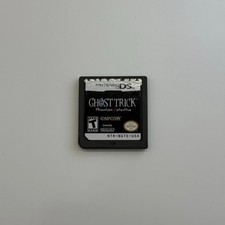 NINTENDO DS
GHOST TRICK
Phantom Detective
T
CAPCOM
NTR-BGTE-USA